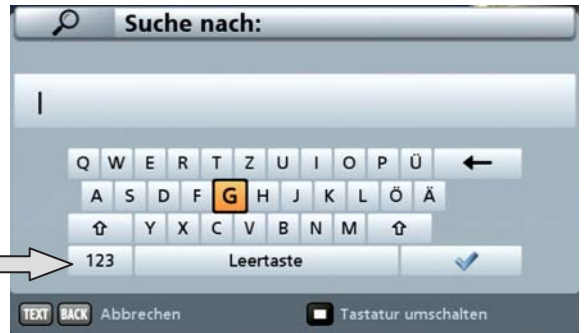 Suche nach:
Q W E R T Z U I O P Ü ←
A S D F G H J K L Ö Ä
⇧ Y X C V B N M ⇧
123 Leertaste
TEXT BACK Abbrechen Tastatur umschalten